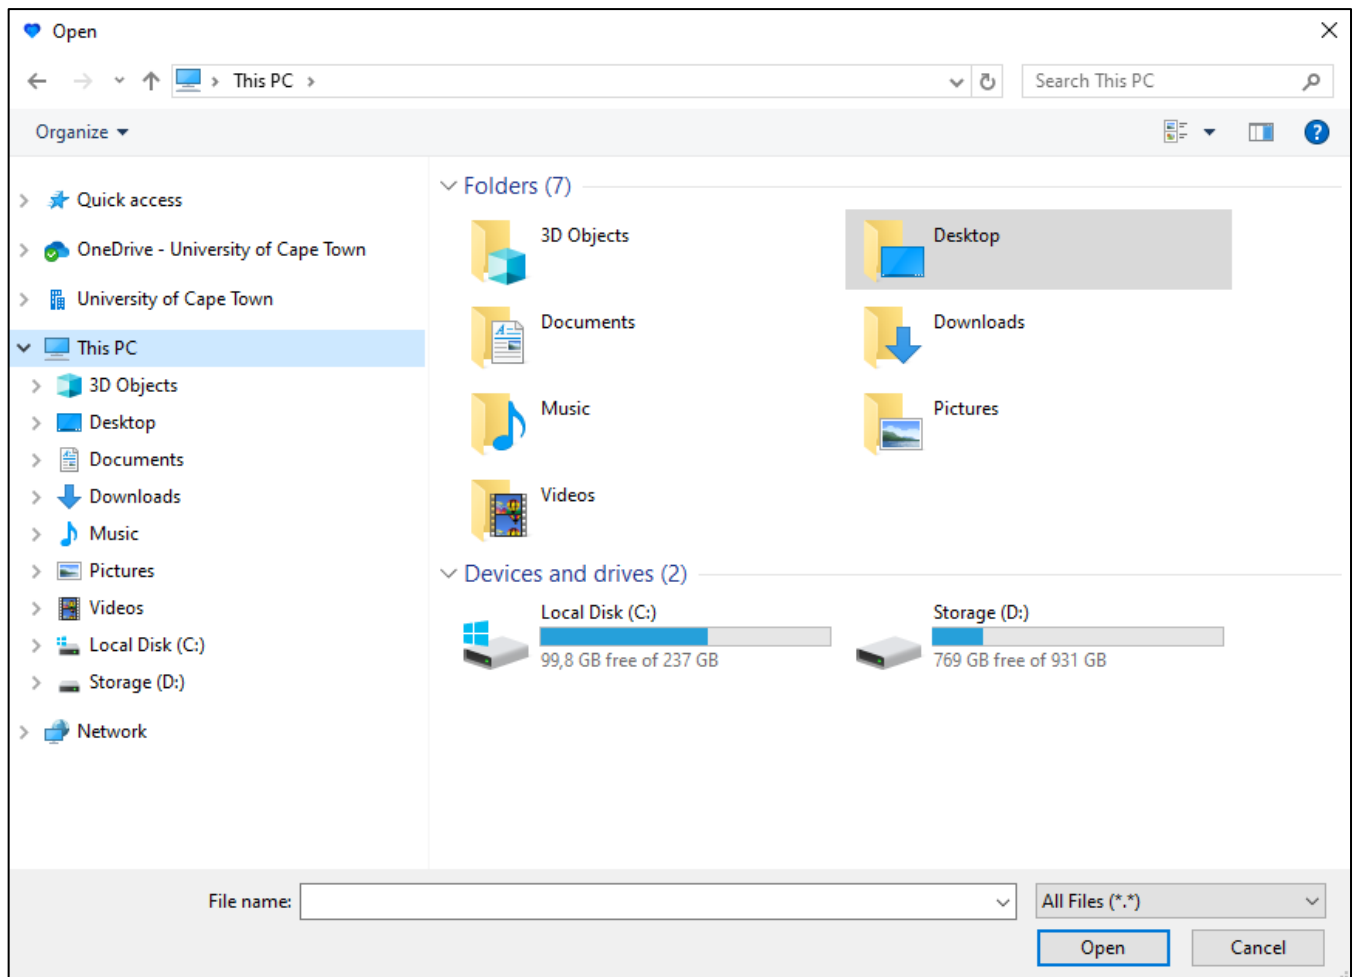 Open
This PC
Search This PC
Organize
Quick access
OneDrive - University of Cape Town
University of Cape Town
This PC
3D Objects
Desktop
Documents
Downloads
Music
Pictures
Videos
Local Disk (C:)
Storage (D:)
Network
Folders (7)
3D Objects
Desktop
Documents
Downloads
Music
Pictures
Videos
Devices and drives (2)
Local Disk (C:)
99,8 GB free of 237 GB
Storage (D:)
769 GB free of 931 GB
File name:
All Files (*.*)
Open
Cancel